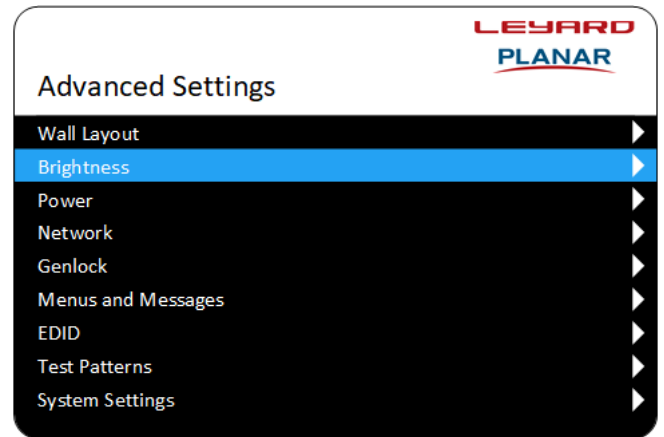 LEYARD
PLANAR
Advanced Settings
Wall Layout
Brightness
Power
Network
Genlock
Menus and Messages
EDID
Test Patterns
System Settings